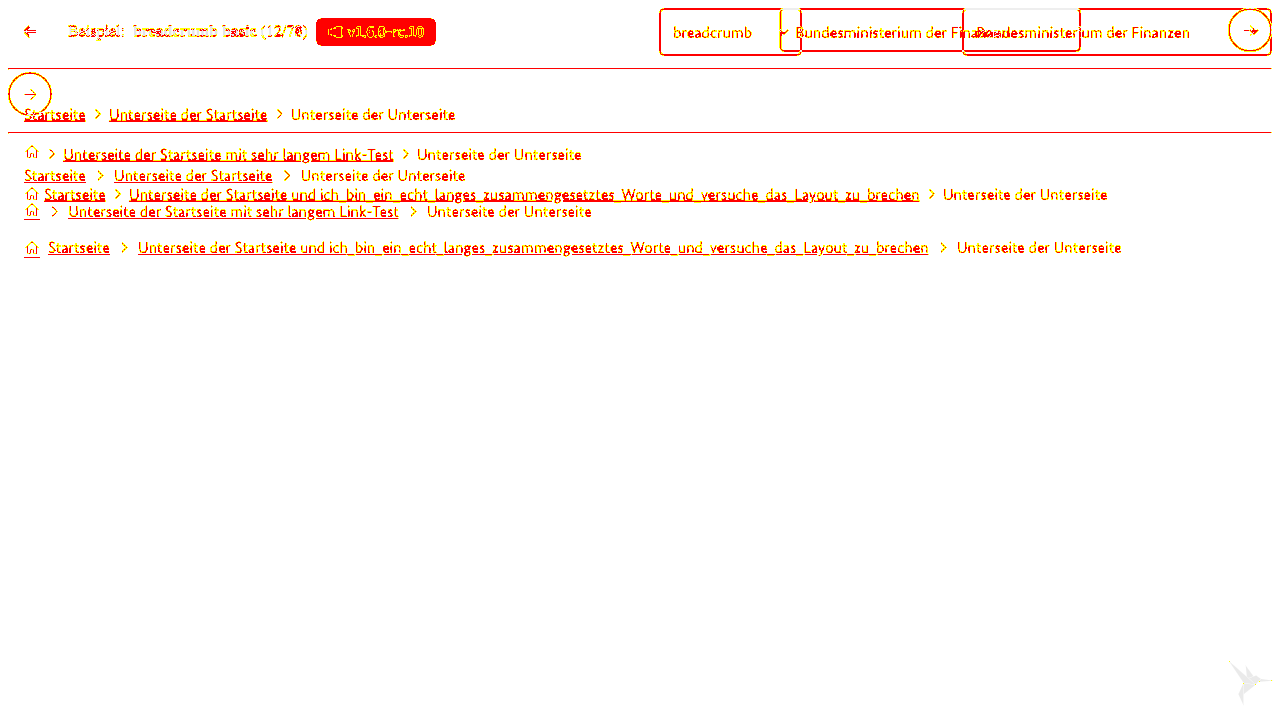 Beispiel: breadcrumb basic (12/78) v1.6.0-rc.10 breadcrumb Bundesministerium der Finanzen Bundesministerium der Finanzen
Startseite Unterseite der Startseite Unterseite der Unterseite
Unterseite der Startseite mit sehr langem Link-Test Unterseite der Unterseite
Startseite Unterseite der Startseite Unterseite der Unterseite
Startseite Unterseite der Startseite und ich_bin_ein_echt_langes_zusammengesetztes_Worte_und_versuche_das_Layout_zu_brechen Unterseite der Unterseite
Unterseite der Startseite mit sehr langem Link-Test Unterseite der Unterseite
Startseite Unterseite der Startseite und ich_bin_ein_echt_langes_zusammengesetztes_Worte_und_versuche_das_Layout_zu_brechen Unterseite der Unterseite